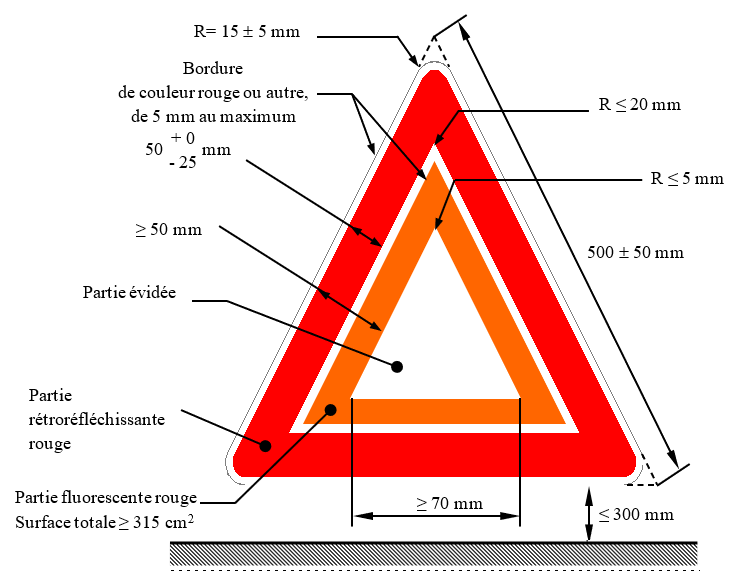 R= 15 ± 5 mm
Bordure
de couleur rouge ou autre,
de 5 mm au maximum
50 + 0 mm
- 25
≥ 50 mm
Partie évidée
Partie
rétroréfléchissante
rouge
Partie fluorescente rouge
Surface totale ≥ 315 cm²
R ≤ 20 mm
R ≤ 5 mm
500 ± 50 mm
≥ 70 mm
≤ 300 mm